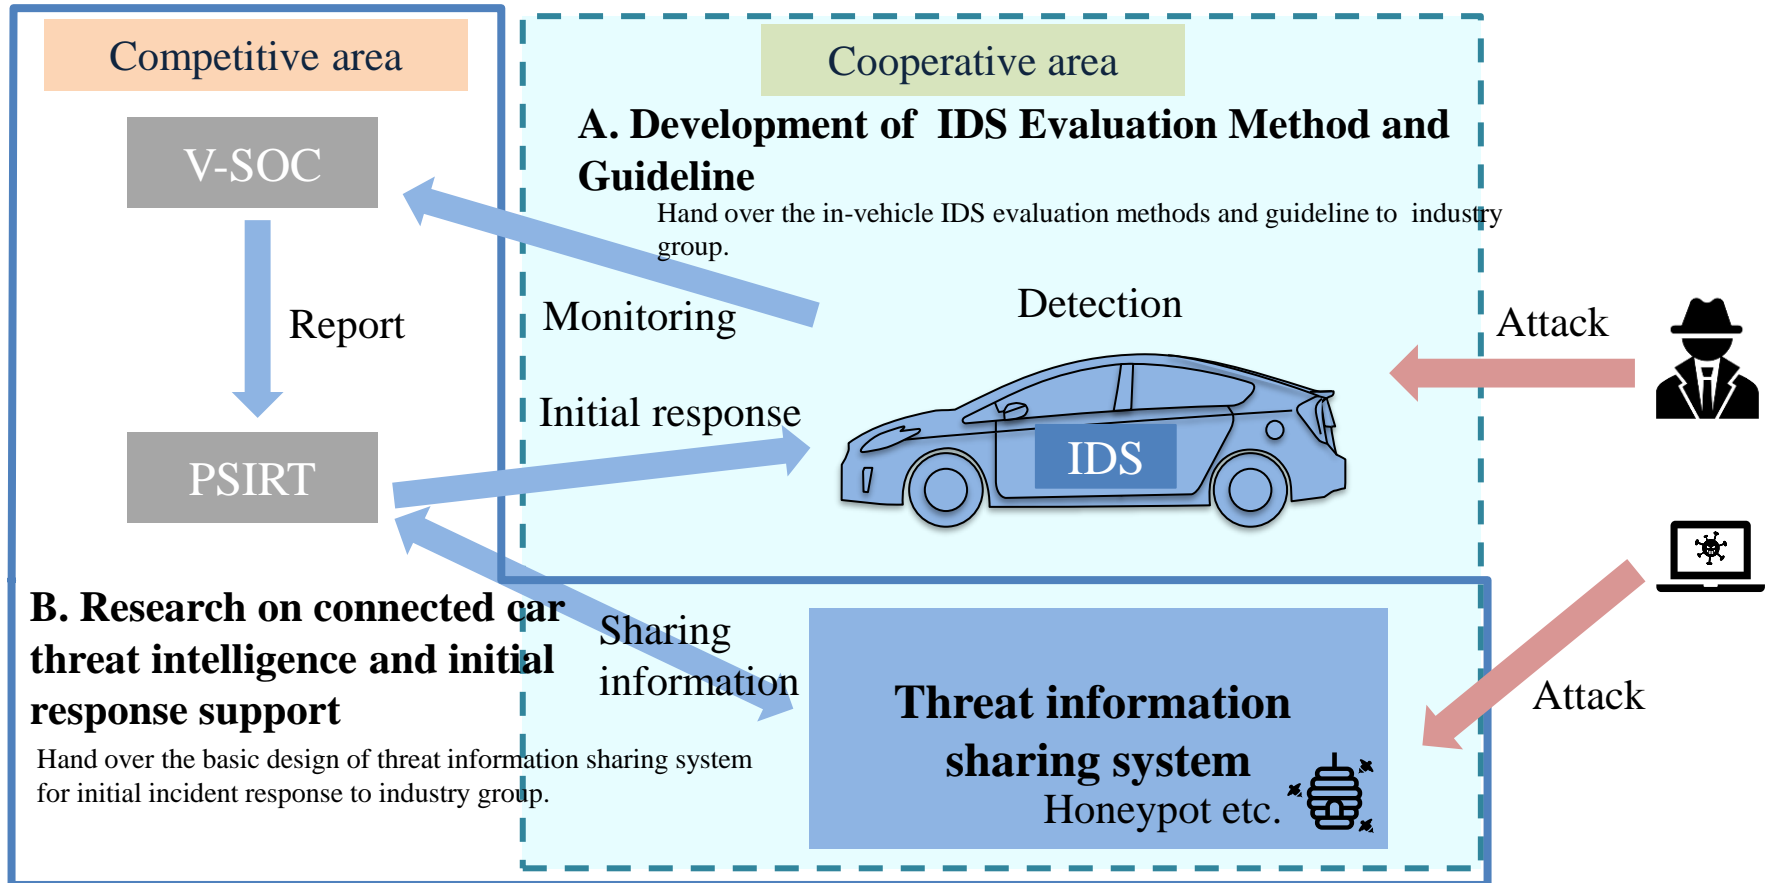 Competitive area
Cooperative area
A. Development of  IDS Evaluation Method and
Guideline
Hand over the in-vehicle IDS evaluation methods and guideline to  industry
group.
V-SOC
Report
PSIRT
Monitoring
Detection
Attack
Initial response
IDS
B. Research on connected car
threat intelligence and initial
response support
Hand over the basic design of threat information sharing system
for initial incident response to industry group.
Sharing
information
Threat information
sharing system
Honeypot etc.
Attack